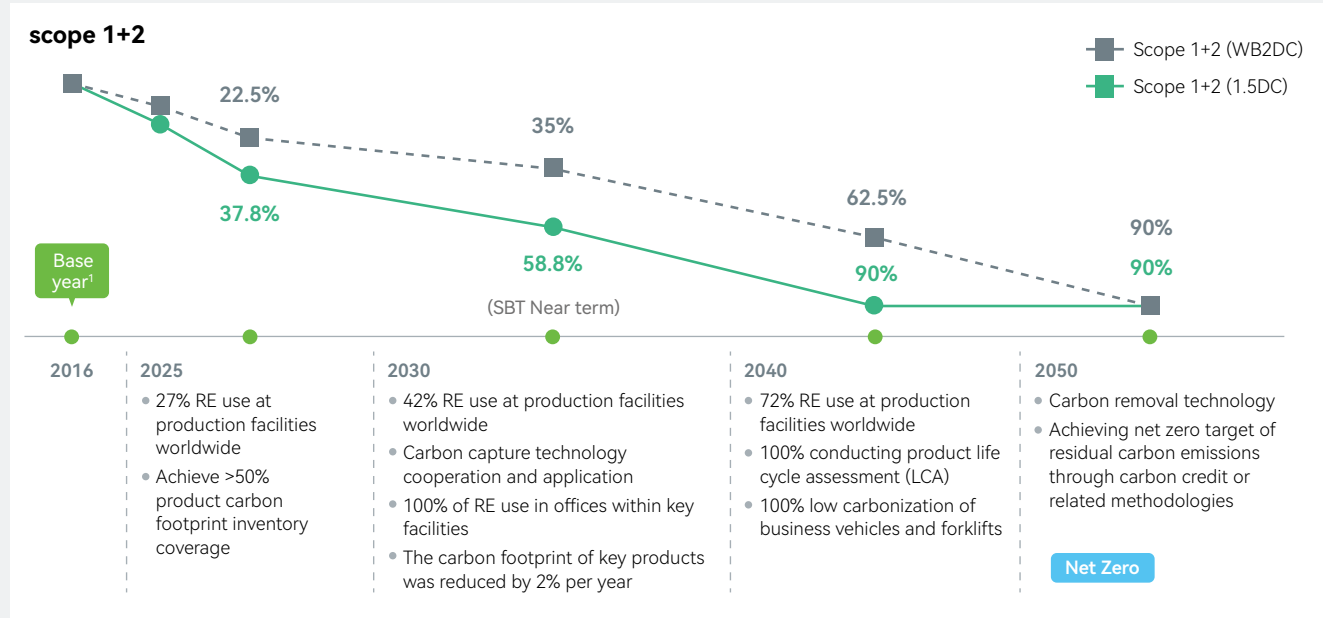 scope 1+2
Scope 1+2 (WB2DC)
Scope 1+2 (1.5DC)
22.5%
35%
62.5%
90%
37.8%
58.8%
90%
90%
(SBT Near term)
Base
year¹
2016
2025
27% RE use at
production facilities
worldwide
Achieve >50%
product carbon
footprint inventory
coverage
2030
42% RE use at production facilities
worldwide
Carbon capture technology
cooperation and application
100% of RE use in offices within key
facilities
The carbon footprint of key products
was reduced by 2% per year
2040
72% RE use at production
facilities worldwide
100% conducting product life
cycle assessment (LCA)
100% low carbonization of
business vehicles and forklifts
2050
Carbon removal technology
Achieving net zero target of
residual carbon emissions
through carbon credit or
related methodologies
Net Zero